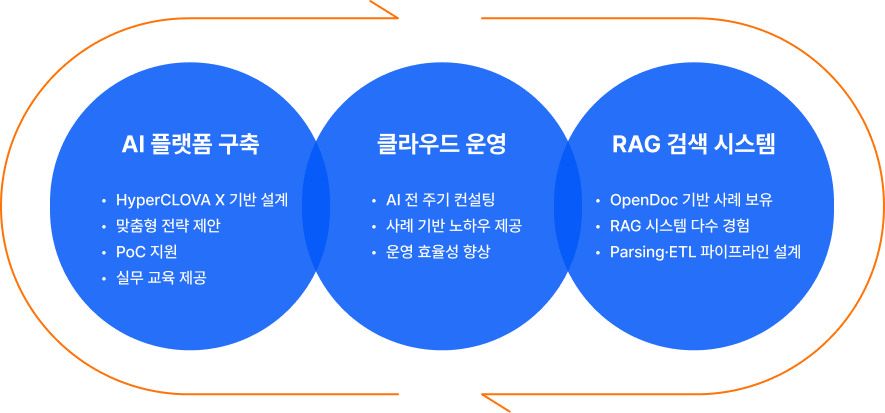 AI 플랫폼 구축
• HyperCLOVA X 기반 설계
• 맞춤형 전략 제안
• PoC 지원
• 실무 교육 제공
클라우드 운영
• AI 전 주기 컨설팅
• 사례 기반 노하우 제공
• 운영 효율성 향상
RAG 검색 시스템
• OpenDoc 기반 사례 보유
• RAG 시스템 다수 경험
• Parsing·ETL 파이프라인 설계